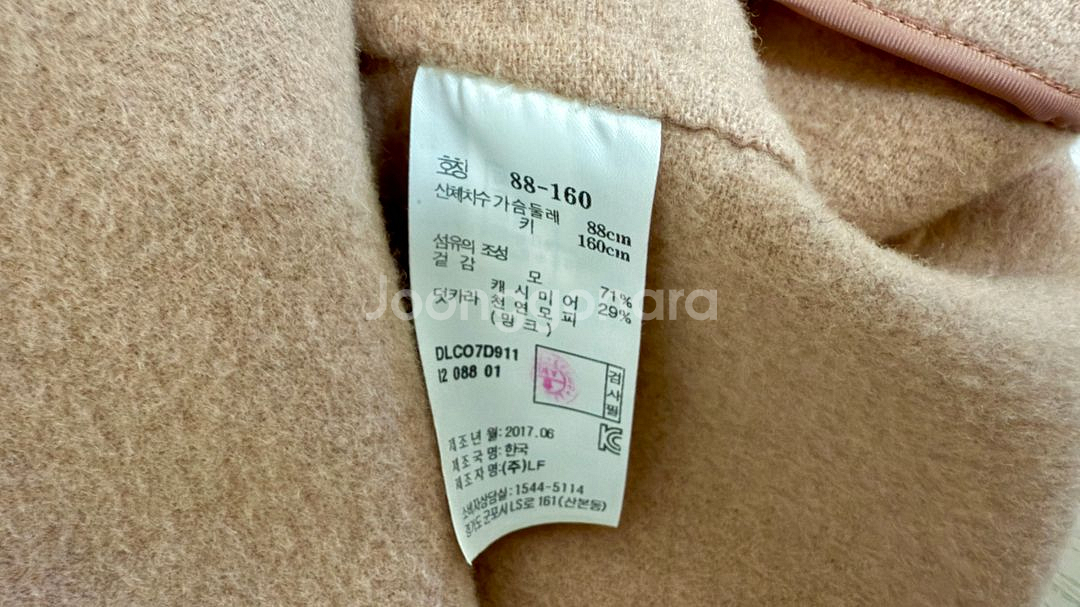 호칭 88-160
신체치수 가슴둘레 88cm
키 160cm
섬유의 조성
겉감 모 71%
캐시미어 29%
덧카라 천연모피
(밍크)
DLCO7D911
I2 088 01
검사필
제조년월: 2017.06
제조국명: 한국
제조자명:(주)LF
소비자상담실: 1544-5114
경기도 군포시 LS로 161(산본동)
Joonggonara